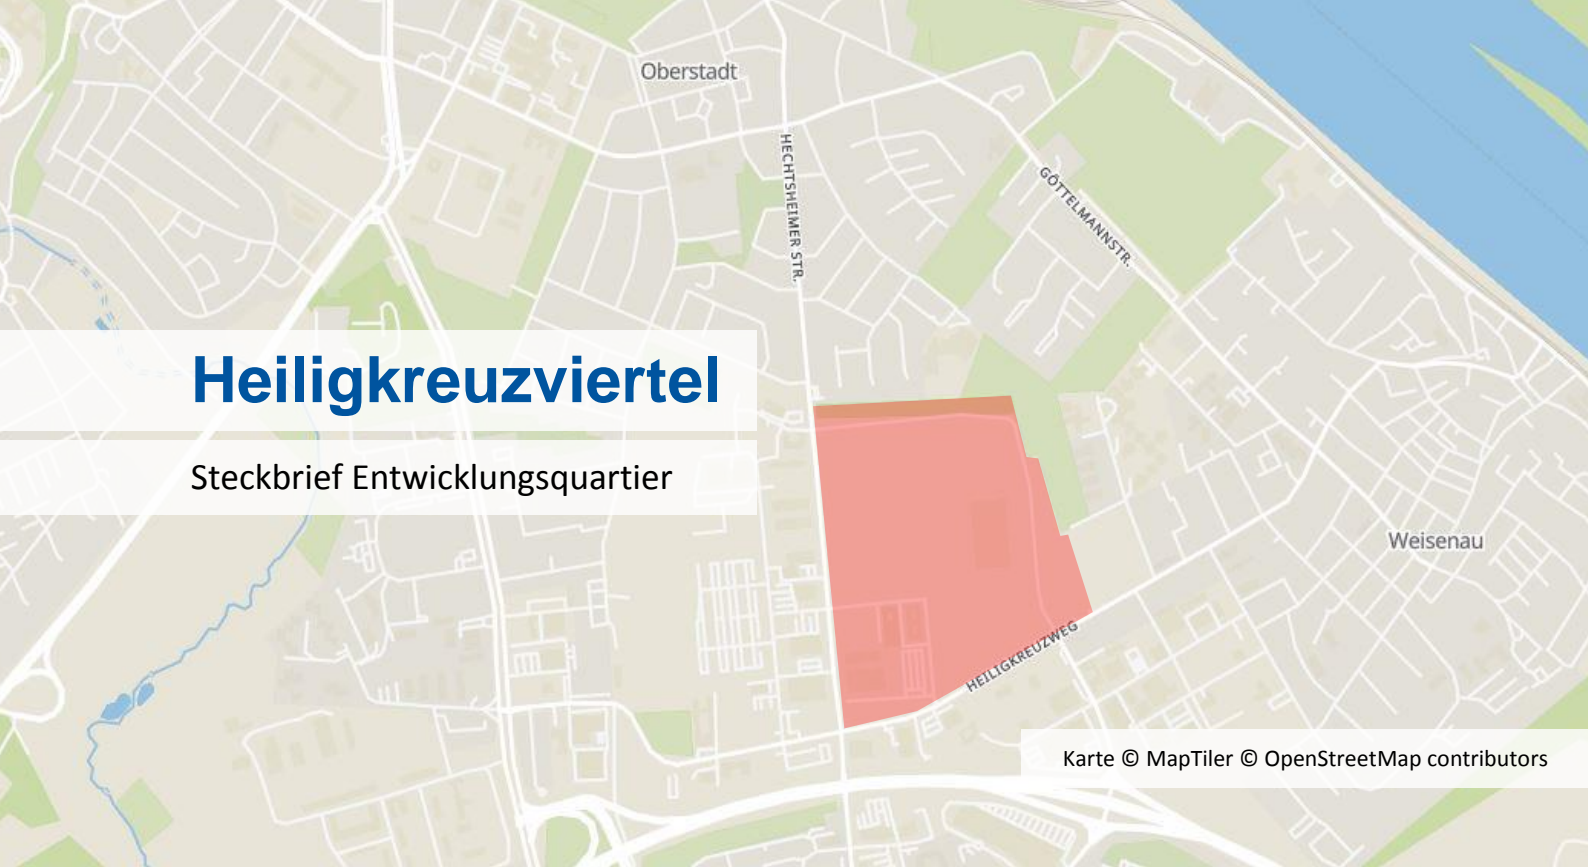 Oberstadt
HECHTSHEIMER STR.
GÖTTELMANNSTR.
Heiligkreuzviertel
Steckbrief Entwicklungsquartier
Weisenau
HEILIGKREUZWEG
Karte © MapTiler © OpenStreetMap contributors